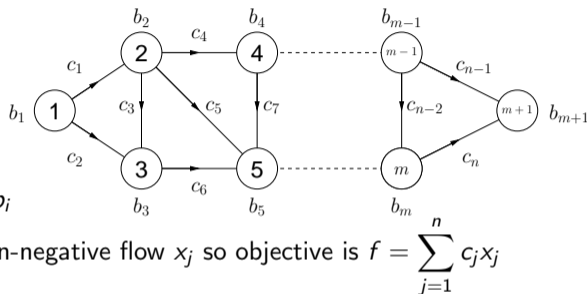 b₂ b₄ bₘ₋₁
c₄
2 4 m − 1
c₁ cₙ₋₁
b₁ 1 c₃ c₅ c₇ cₙ₋₂ m + 1 bₘ₊₁
c₂ cₙ
3 5 m
c₆
b₃ b₅ bₘ
n-negative flow xⱼ so objective is f = ∑ⁿⱼ₌₁ cⱼxⱼ